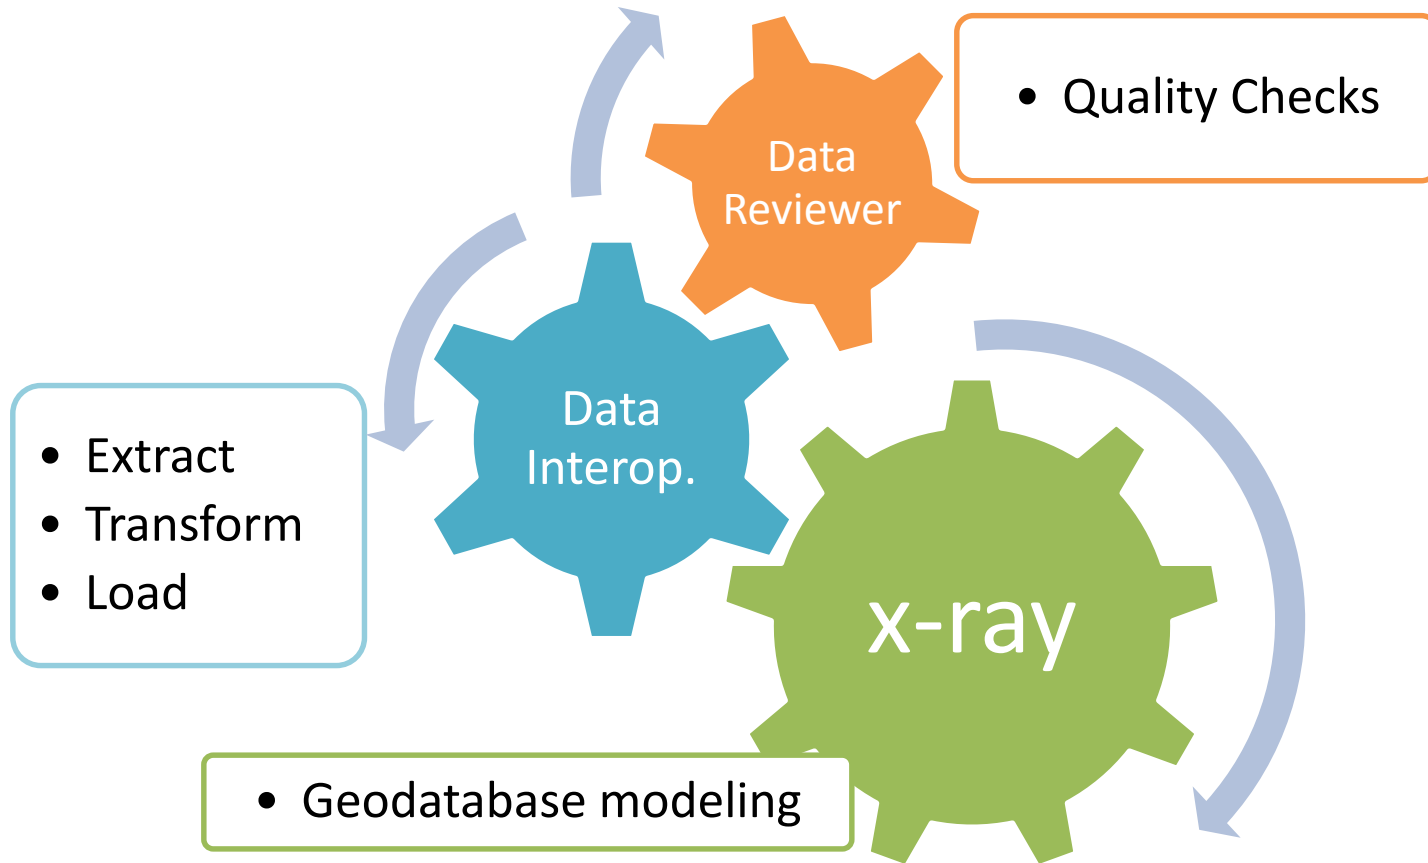 Data
Reviewer
• Quality Checks
Data
Interop.
• Extract
• Transform
• Load
x-ray
• Geodatabase modeling